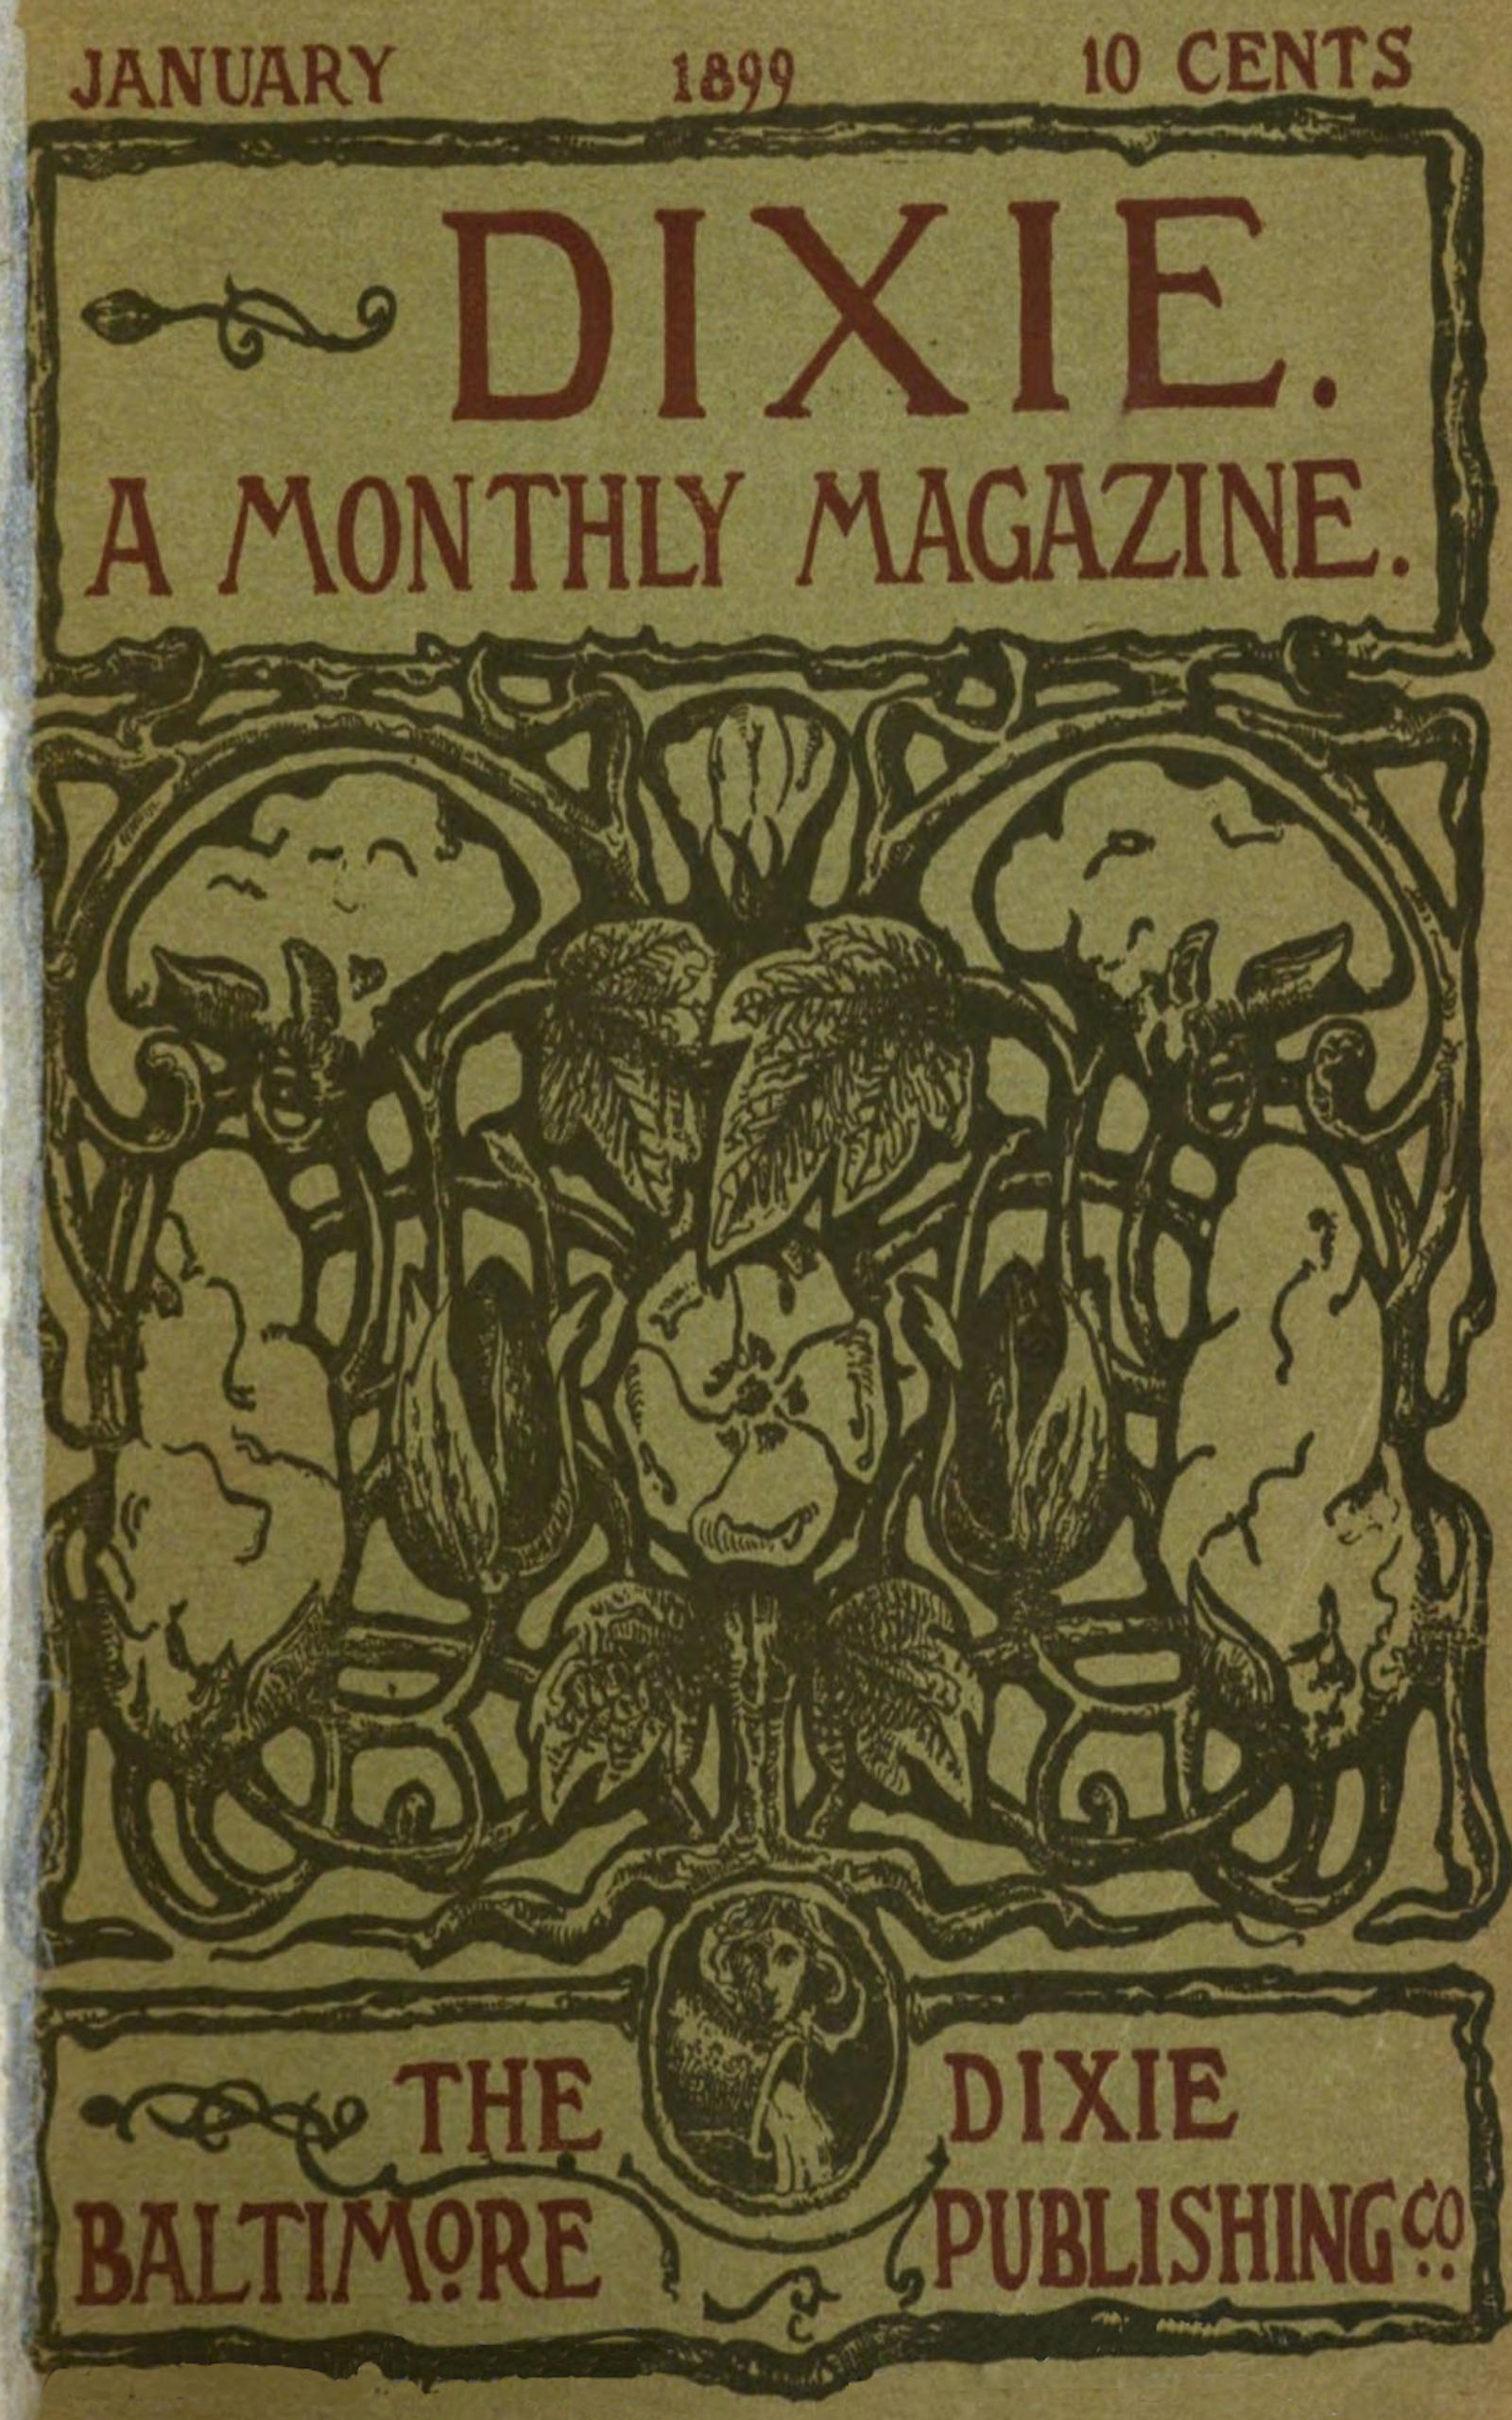 JANUARY 1899 10 CENTS
DIXIE.
A MONTHLY MAGAZINE.
THE DIXIE
BALTIMORE PUBLISHING CO